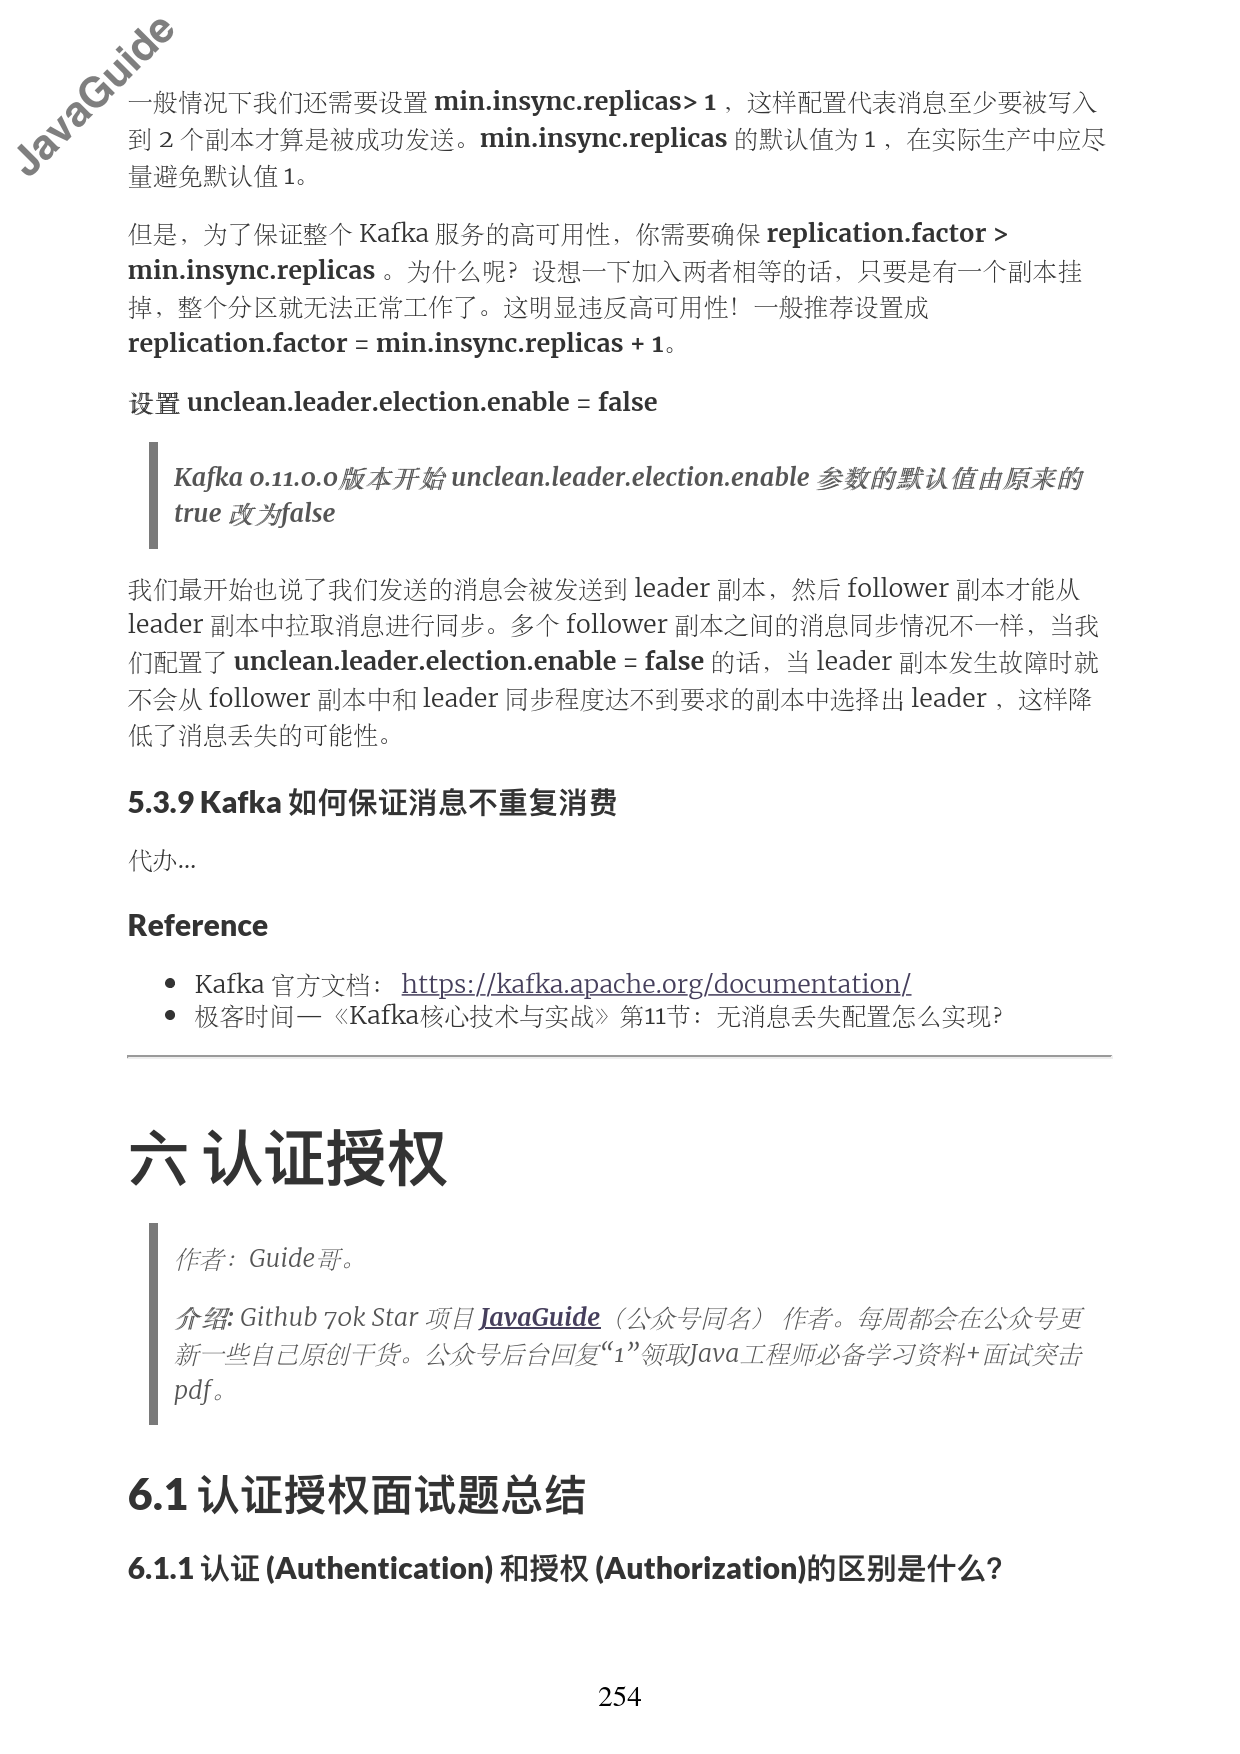 JavaGuide
一般情况下我们还需要设置 min.insync.replicas> 1 ，这样配置代表消息至少要被写入
到 2 个副本才算是被成功发送。min.insync.replicas 的默认值为 1 ，在实际生产中应尽
量避免默认值 1。
但是，为了保证整个 Kafka 服务的高可用性，你需要确保 replication.factor >
min.insync.replicas 。为什么呢？设想一下加入两者相等的话，只要是有一个副本挂
掉，整个分区就无法正常工作了。这明显违反高可用性！一般推荐设置成
replication.factor = min.insync.replicas + 1。
设置 unclean.leader.election.enable = false
Kafka 0.11.0.0版本开始 unclean.leader.election.enable 参数的默认值由原来的
true 改为false
我们最开始也说了我们发送的消息会被发送到 leader 副本，然后 follower 副本才能从
leader 副本中拉取消息进行同步。多个 follower 副本之间的消息同步情况不一样，当我
们配置了 unclean.leader.election.enable = false 的话，当 leader 副本发生故障时就
不会从 follower 副本中和 leader 同步程度达不到要求的副本中选择出 leader ，这样降
低了消息丢失的可能性。
5.3.9 Kafka 如何保证消息不重复消费
代办...
Reference
• Kafka 官方文档： https://kafka.apache.org/documentation/
• 极客时间—《Kafka核心技术与实战》第11节：无消息丢失配置怎么实现？
六 认证授权
作者：Guide哥。
介绍: Github 70k Star 项目 JavaGuide（公众号同名） 作者。每周都会在公众号更
新一些自己原创干货。公众号后台回复“1”领取Java工程师必备学习资料+面试突击
pdf。
6.1 认证授权面试题总结
6.1.1 认证 (Authentication) 和授权 (Authorization)的区别是什么？
254